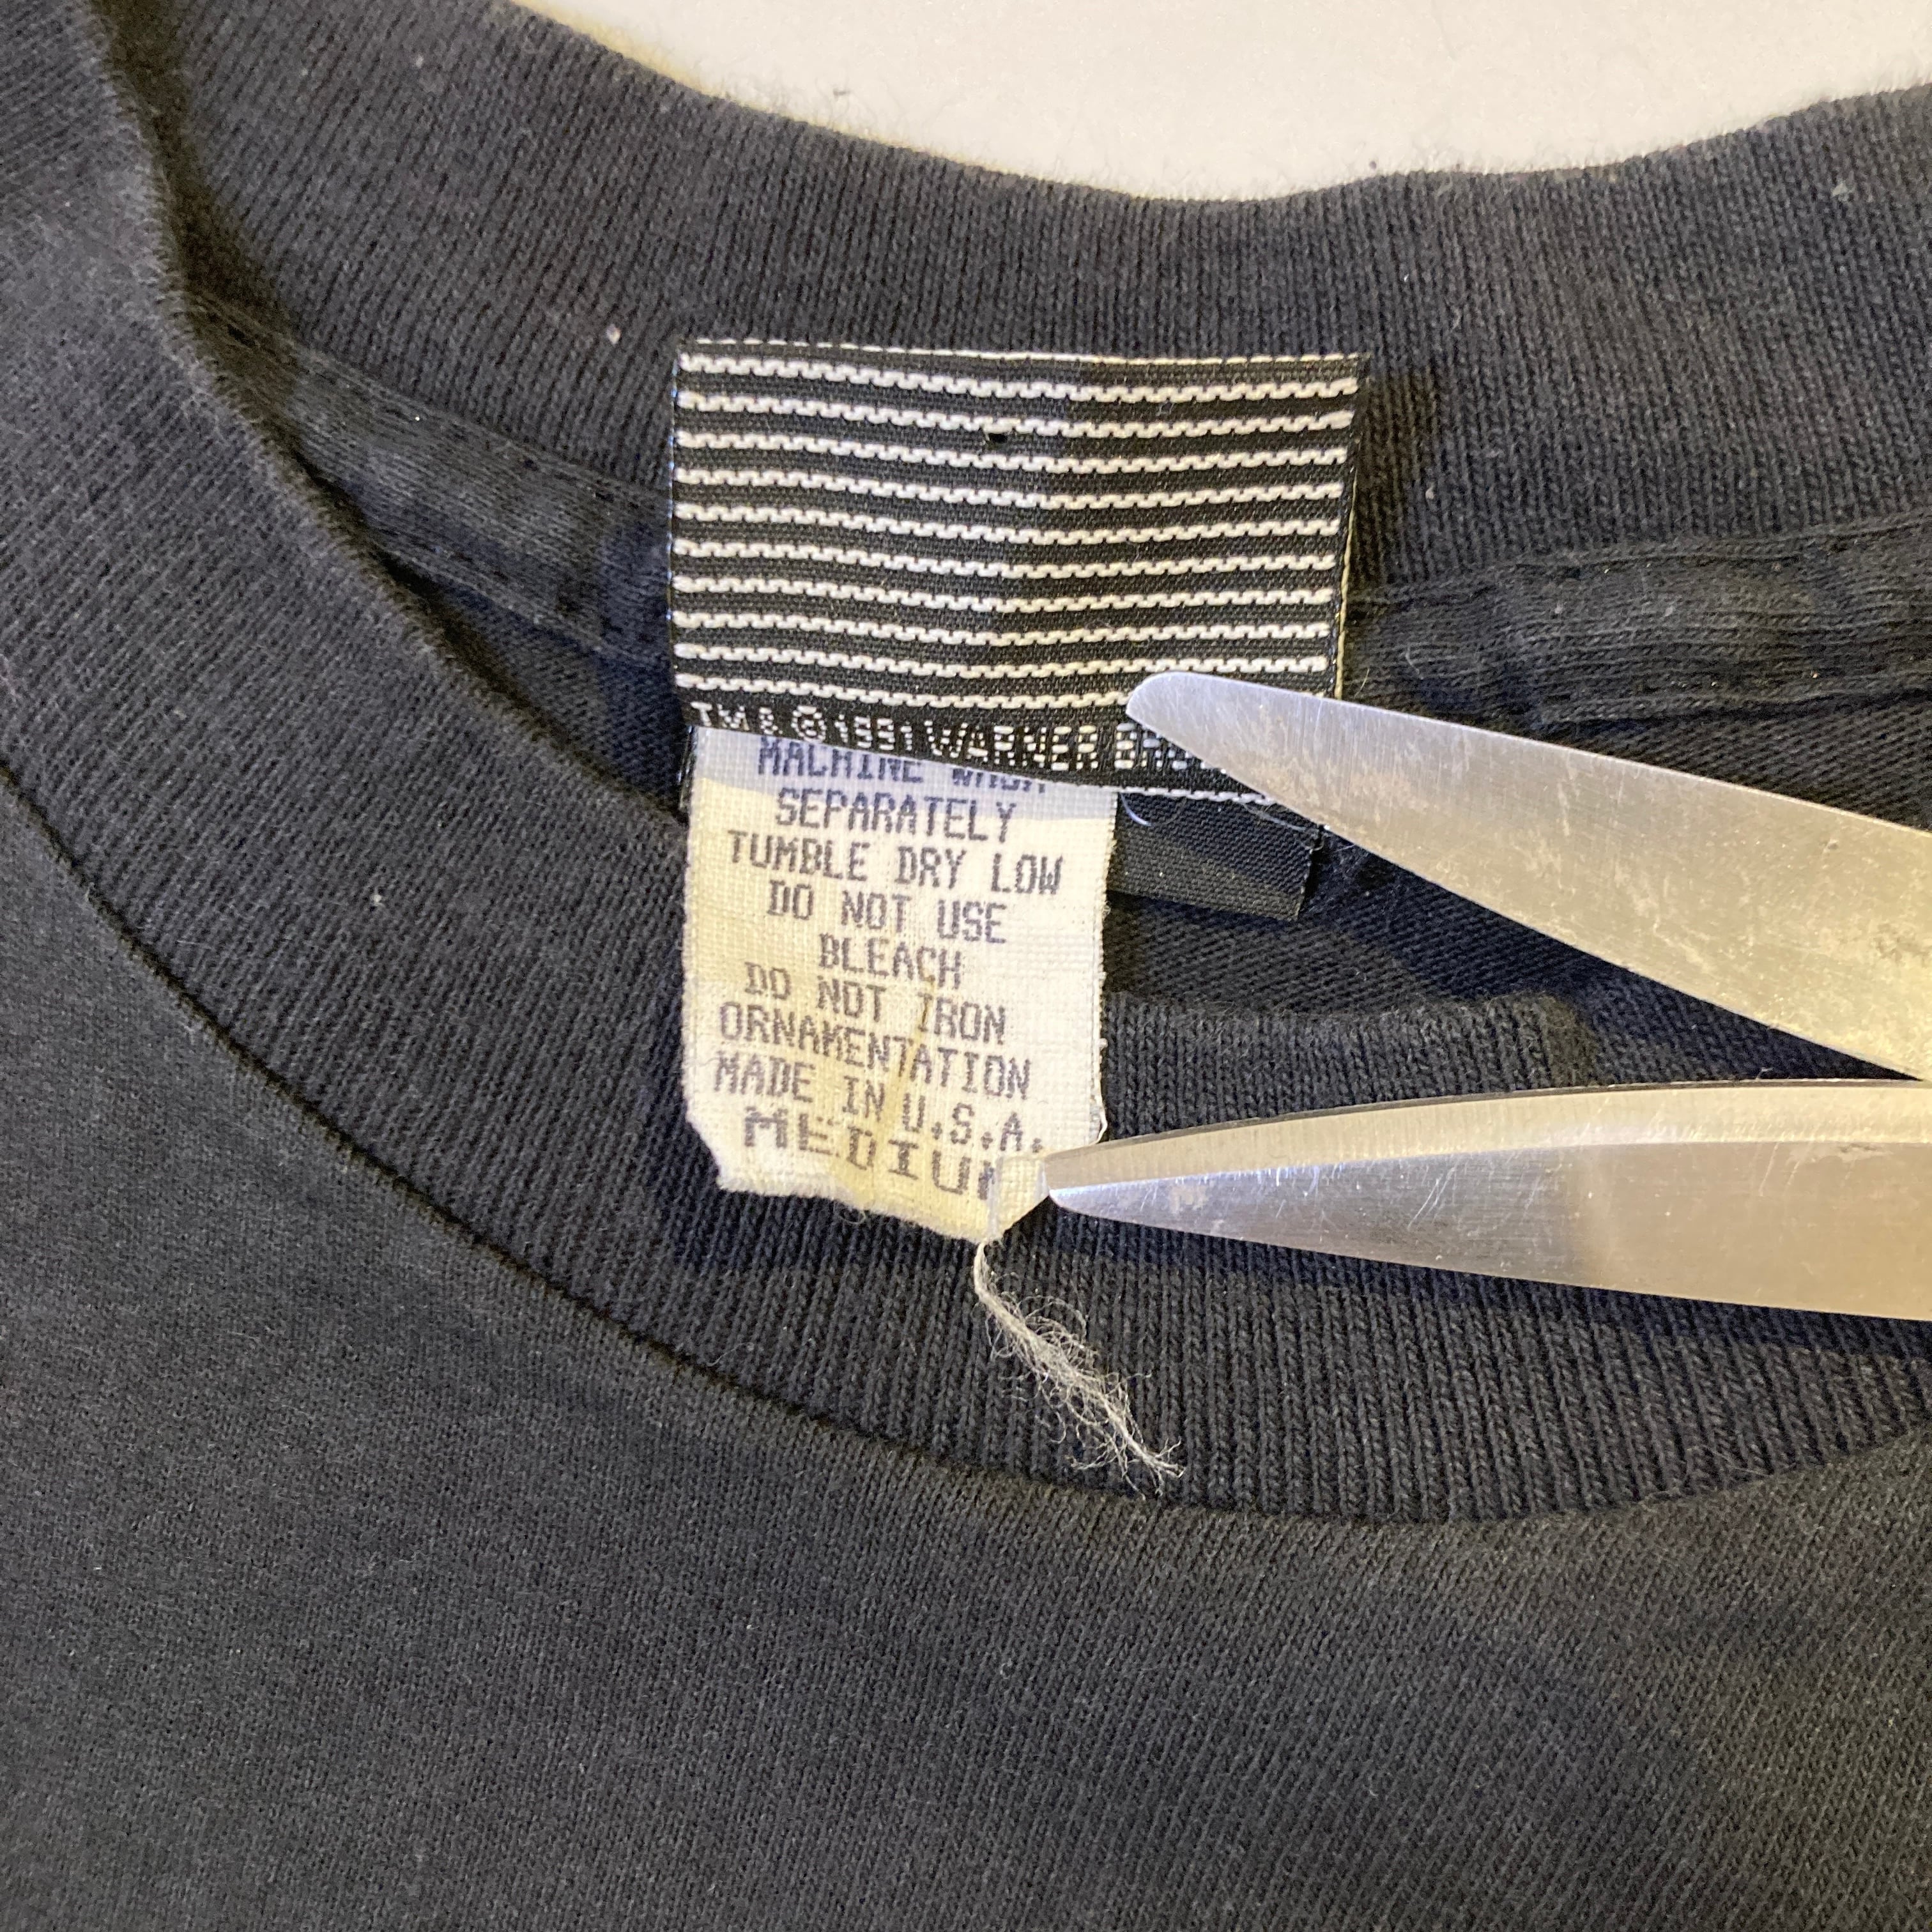 TM & © 1991 WARNER BROS
MACHINE WASH
SEPARATELY
TUMBLE DRY LOW
DO NOT USE
BLEACH
DO NOT IRON
ORNAMENTATION
MADE IN U.S.A.
MEDIUM